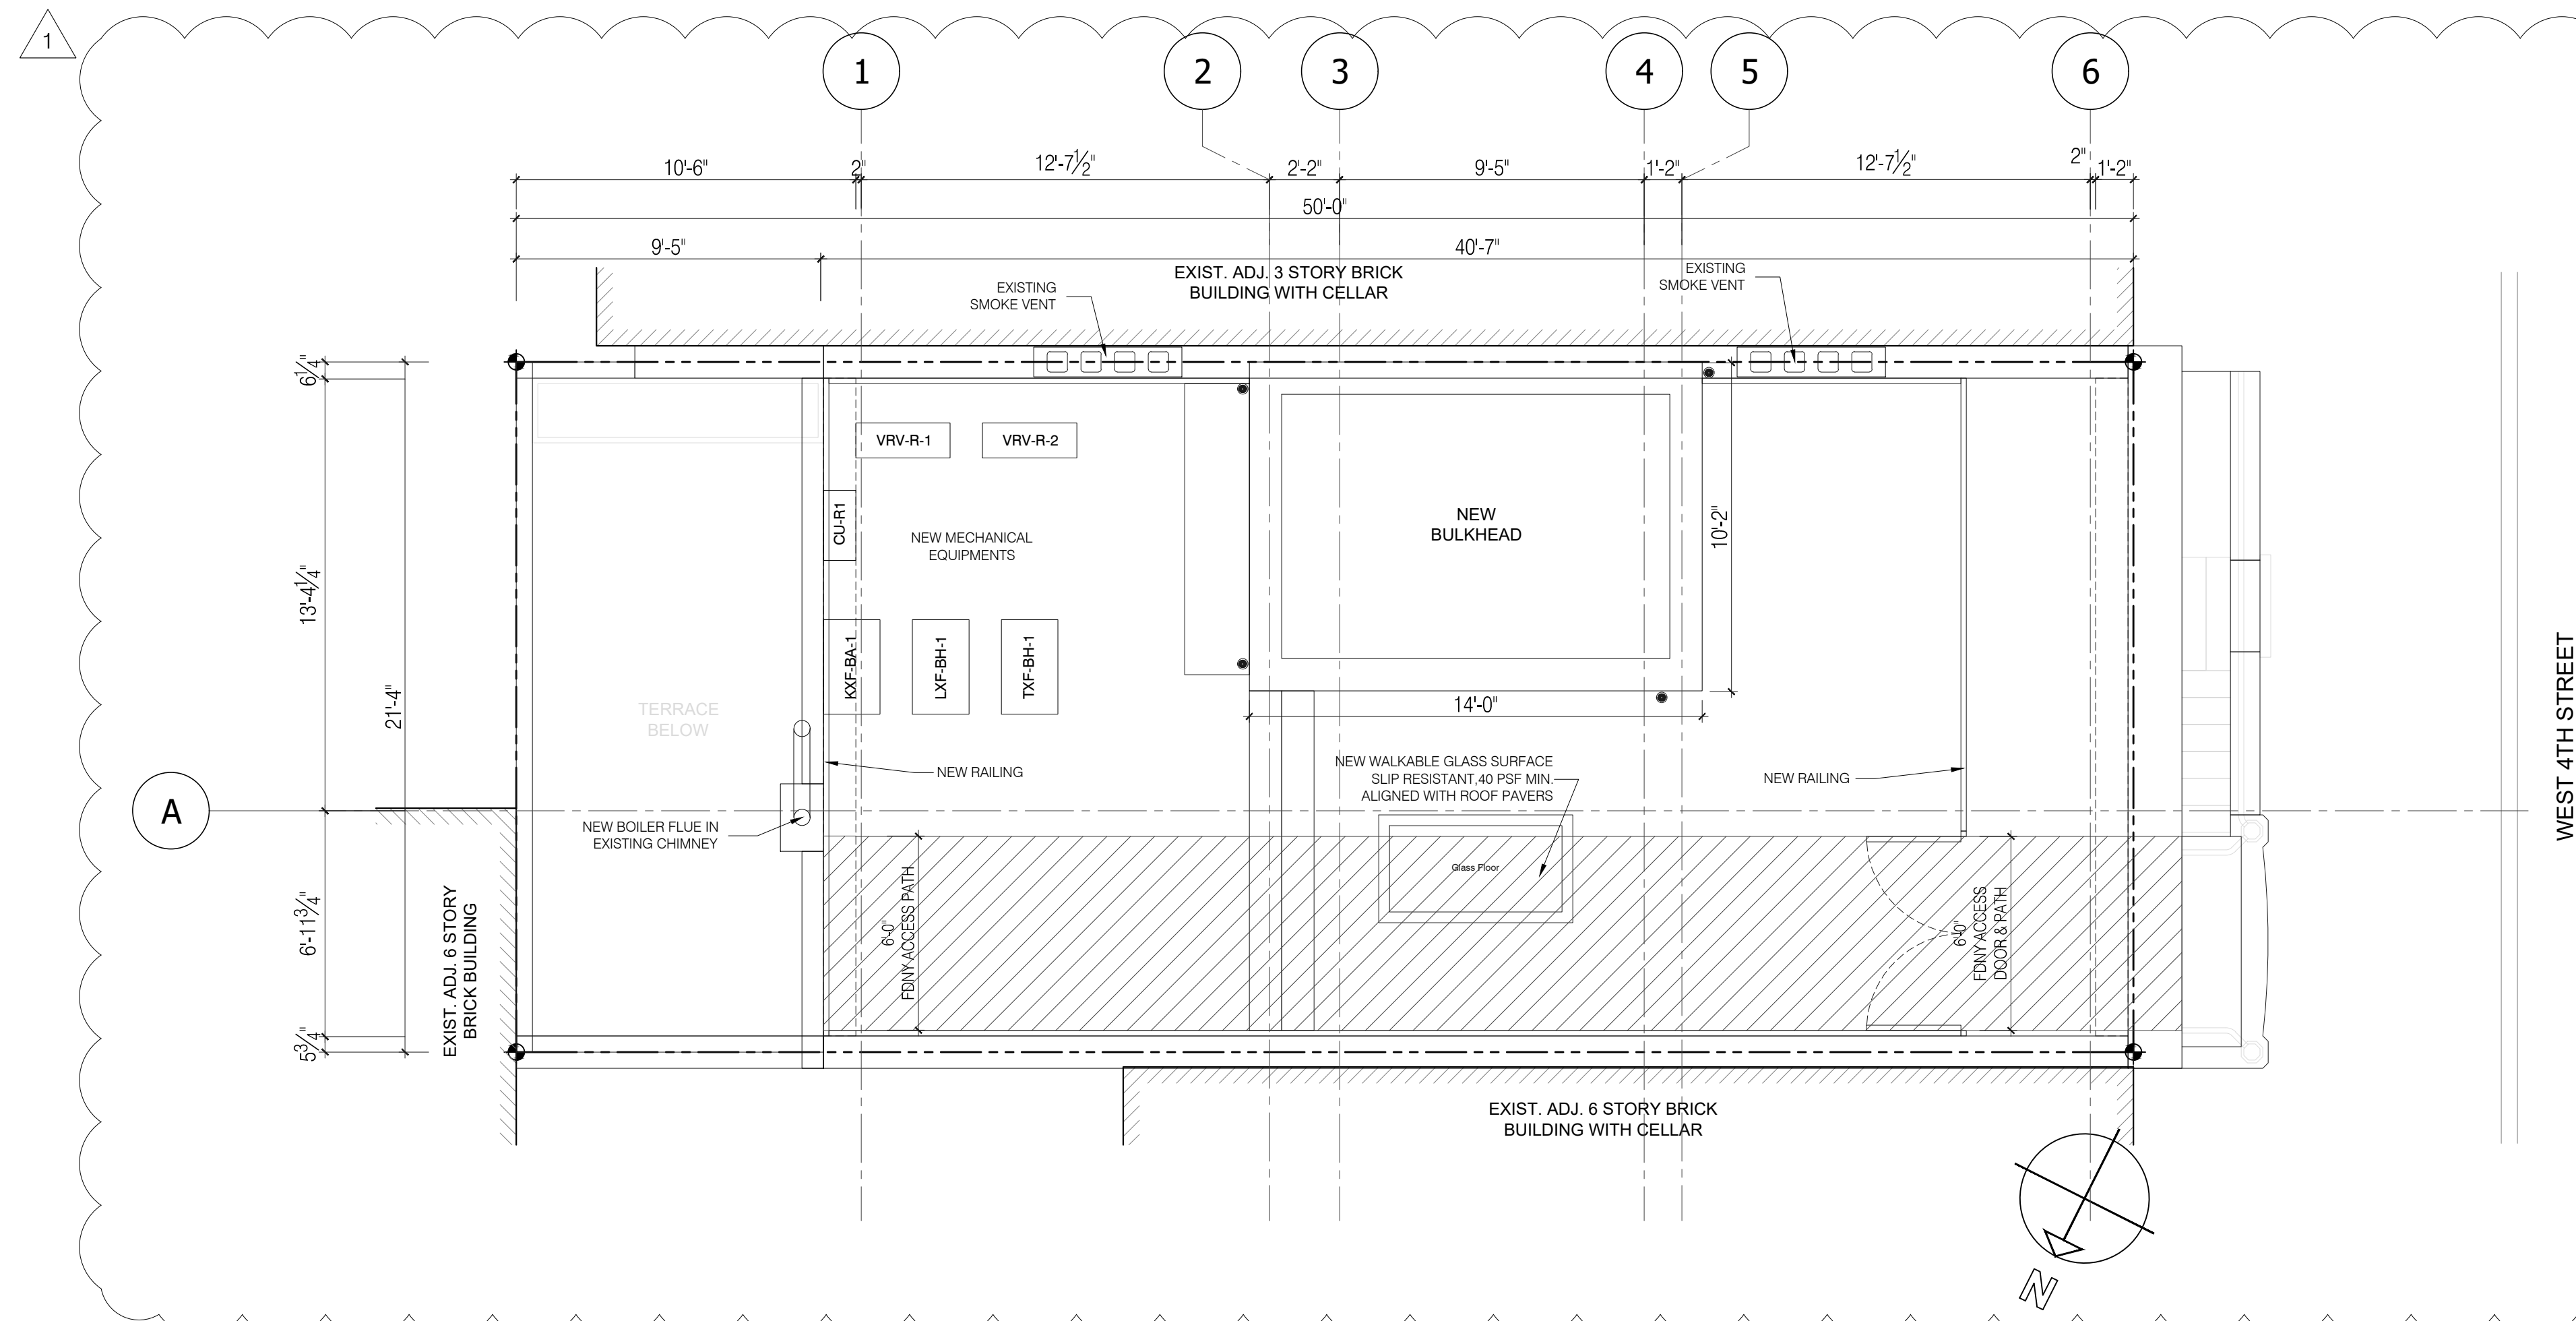 1
1
2
3
4
5
6
10'-6"
2"
12'-7½"
2'-2"
9'-5"
1'-2"
12'-7½"
2"
1'-2"
50'-0"
9'-5"
40'-7"
EXIST. ADJ. 3 STORY BRICK
BUILDING WITH CELLAR
EXISTING
SMOKE VENT
EXISTING
SMOKE VENT
6¼"
13'-4¼"
21'-4"
6'-11¾"
5¾"
A
VRV-R-1
VRV-R-2
CU-R1
NEW MECHANICAL
EQUIPMENTS
KXF-BA-1
LXF-BH-1
TXF-BH-1
NEW
BULKHEAD
10'-2"
14'-0"
TERRACE
BELOW
NEW RAILING
NEW WALKABLE GLASS SURFACE
SLIP RESISTANT,40 PSF MIN.
ALIGNED WITH ROOF PAVERS
NEW RAILING
NEW BOILER FLUE IN
EXISTING CHIMNEY
Glass Floor
6'-0"
FDNY ACCESS PATH
6'-0"
FDNY ACCESS
DOOR & PATH
EXIST. ADJ. 6 STORY
BRICK BUILDING
EXIST. ADJ. 6 STORY BRICK
BUILDING WITH CELLAR
WEST 4TH STREET
N